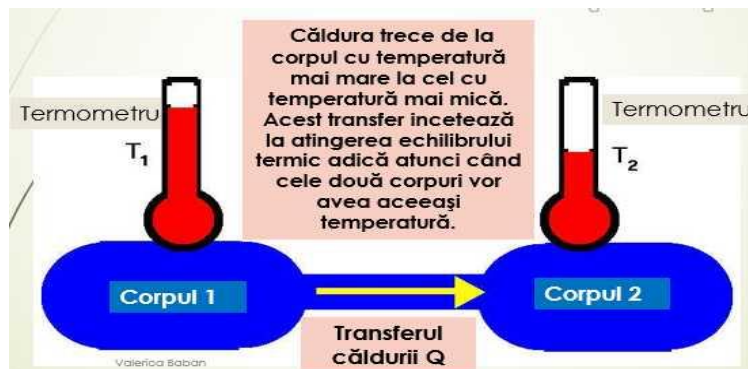 Căldura trece de la
corpul cu temperatură
mai mare la cel cu
temperatură mai mică.
Acest transfer incetează
la atingerea echilibrului
termic adică atunci când
cele două corpuri vor
avea aceeaşi
temperatură.
Termometru
Termometru
T₁
T₂
Corpul 1
Corpul 2
Transferul
căldurii Q
Valerica Baban